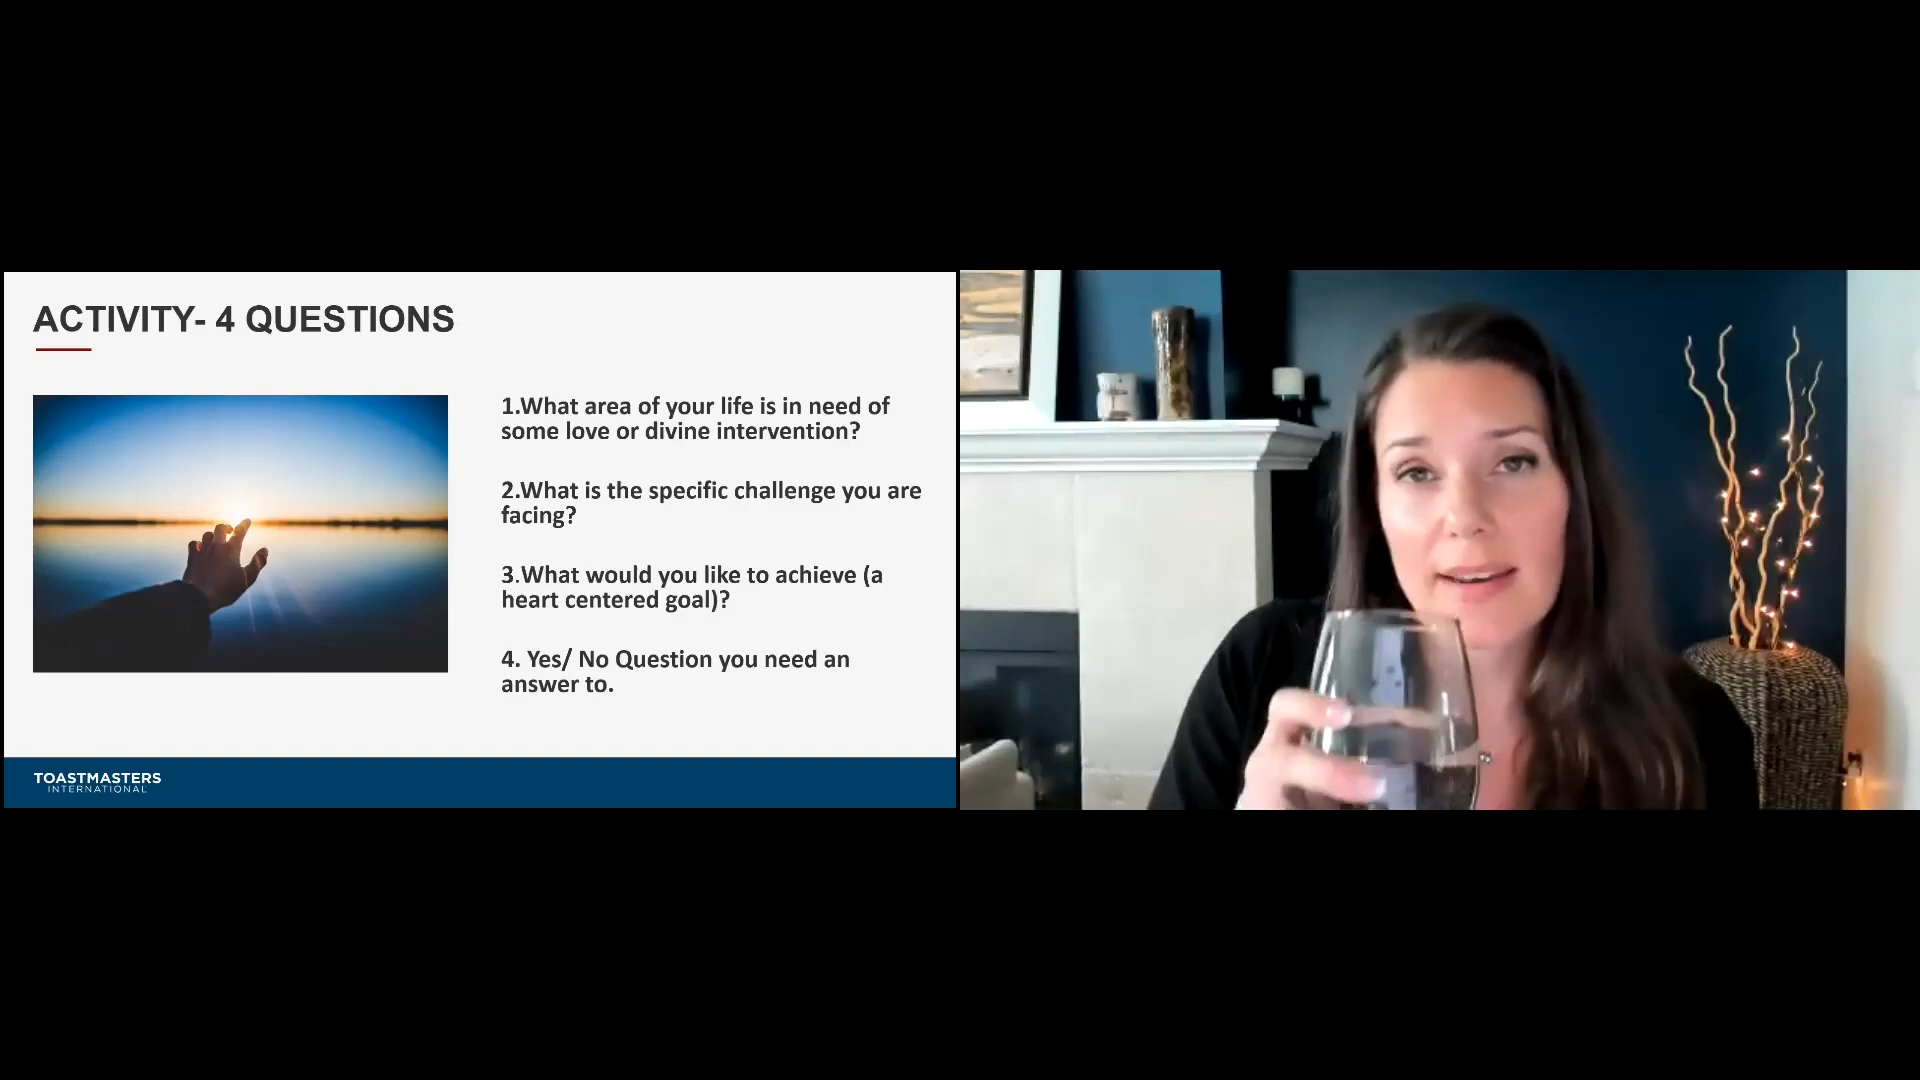 ACTIVITY- 4 QUESTIONS
1.What area of your life is in need of
some love or divine intervention?
2.What is the specific challenge you are
facing?
3.What would you like to achieve (a
heart centered goal)?
4. Yes/ No Question you need an
answer to.
TOASTMASTERS
INTERNATIONAL